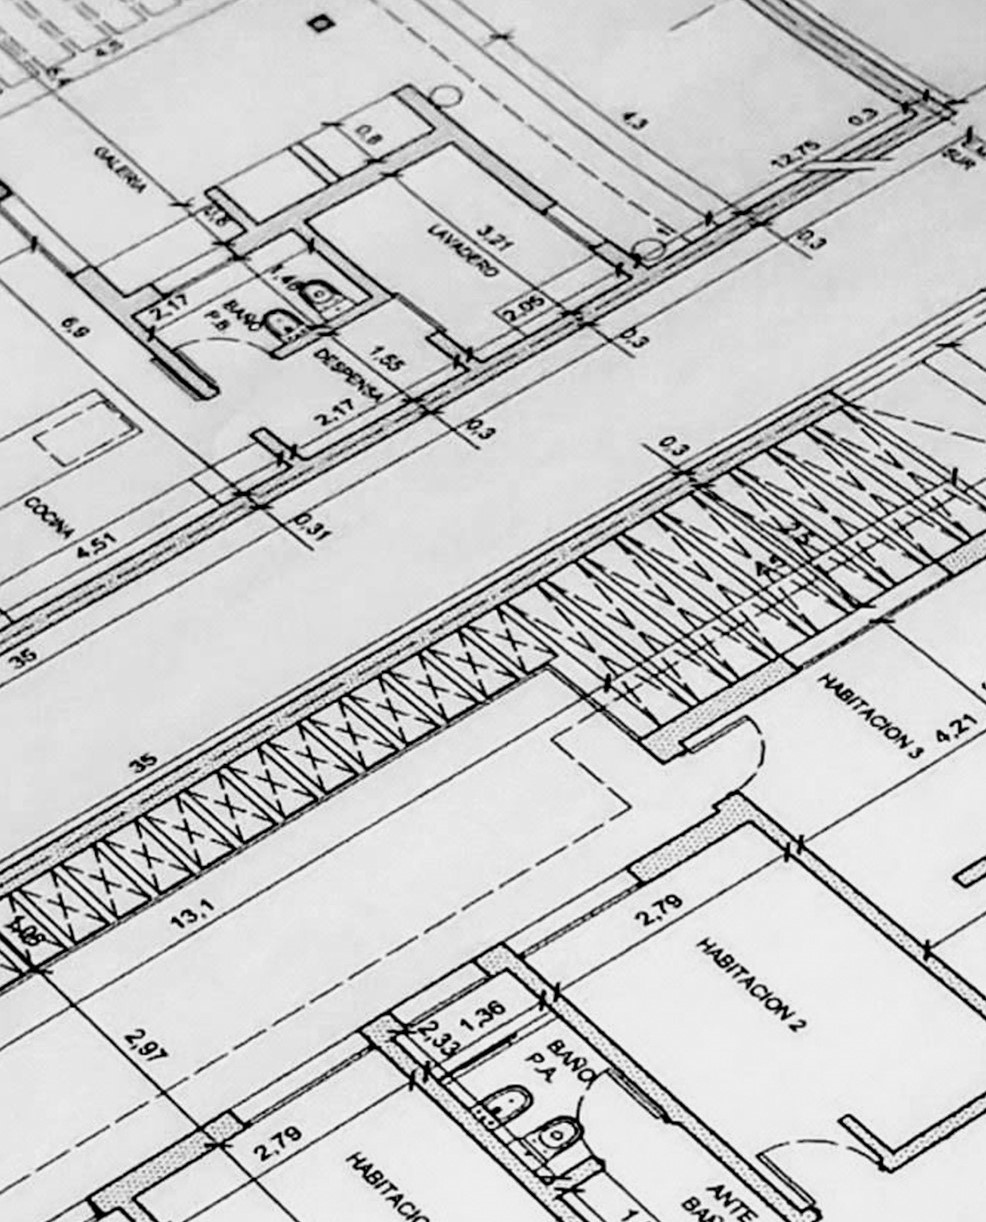 4,5
4,3
0,3
12,75
SUR
GALERIA
0,8
0,8
3,21
LAVADERO
0,3
1,46
2,17
BAÑO
P.B.
2,05
0,3
6,9
1,55
DESPENSA
2,17
0,3
0,3
COCINA
4,51
0,31
2,5
4,5
35
HABITACION 3
4,21
35
13,1
2,79
HABITACION 2
1,36
2,33
BAÑO
P.A.
2,97
2,79
HABITACIO
ANTE